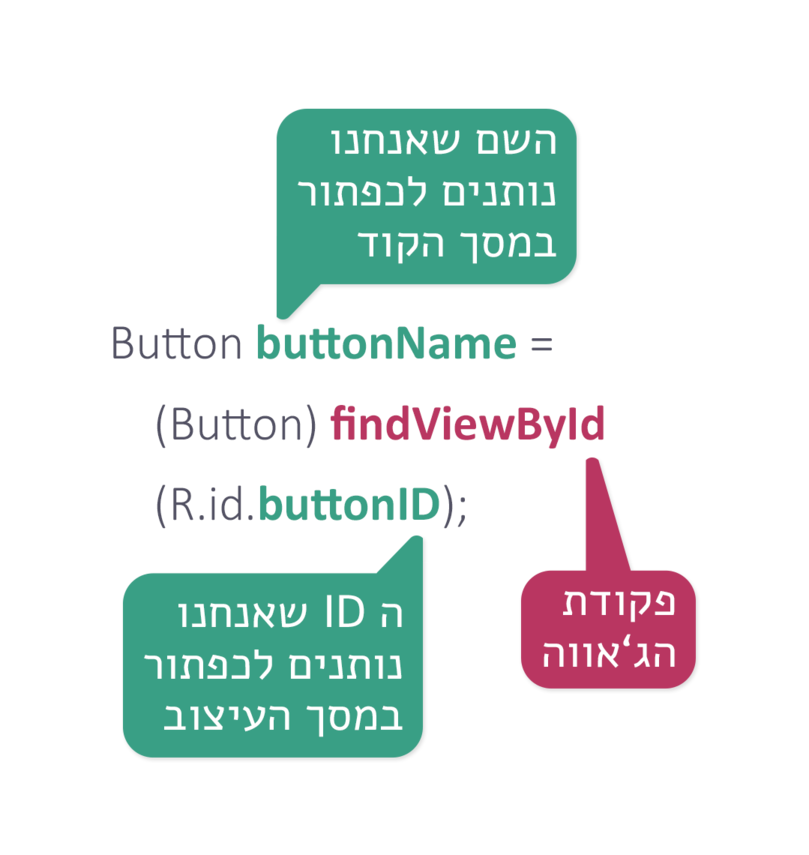 השם שאנחנו
נותנים לכפתור
במסך הקוד
Button buttonName =
(Button) findViewById
(R.id.buttonID);
ה ID שאנחנו
נותנים לכפתור
במסך העיצוב
פקודת
הג‘אווה